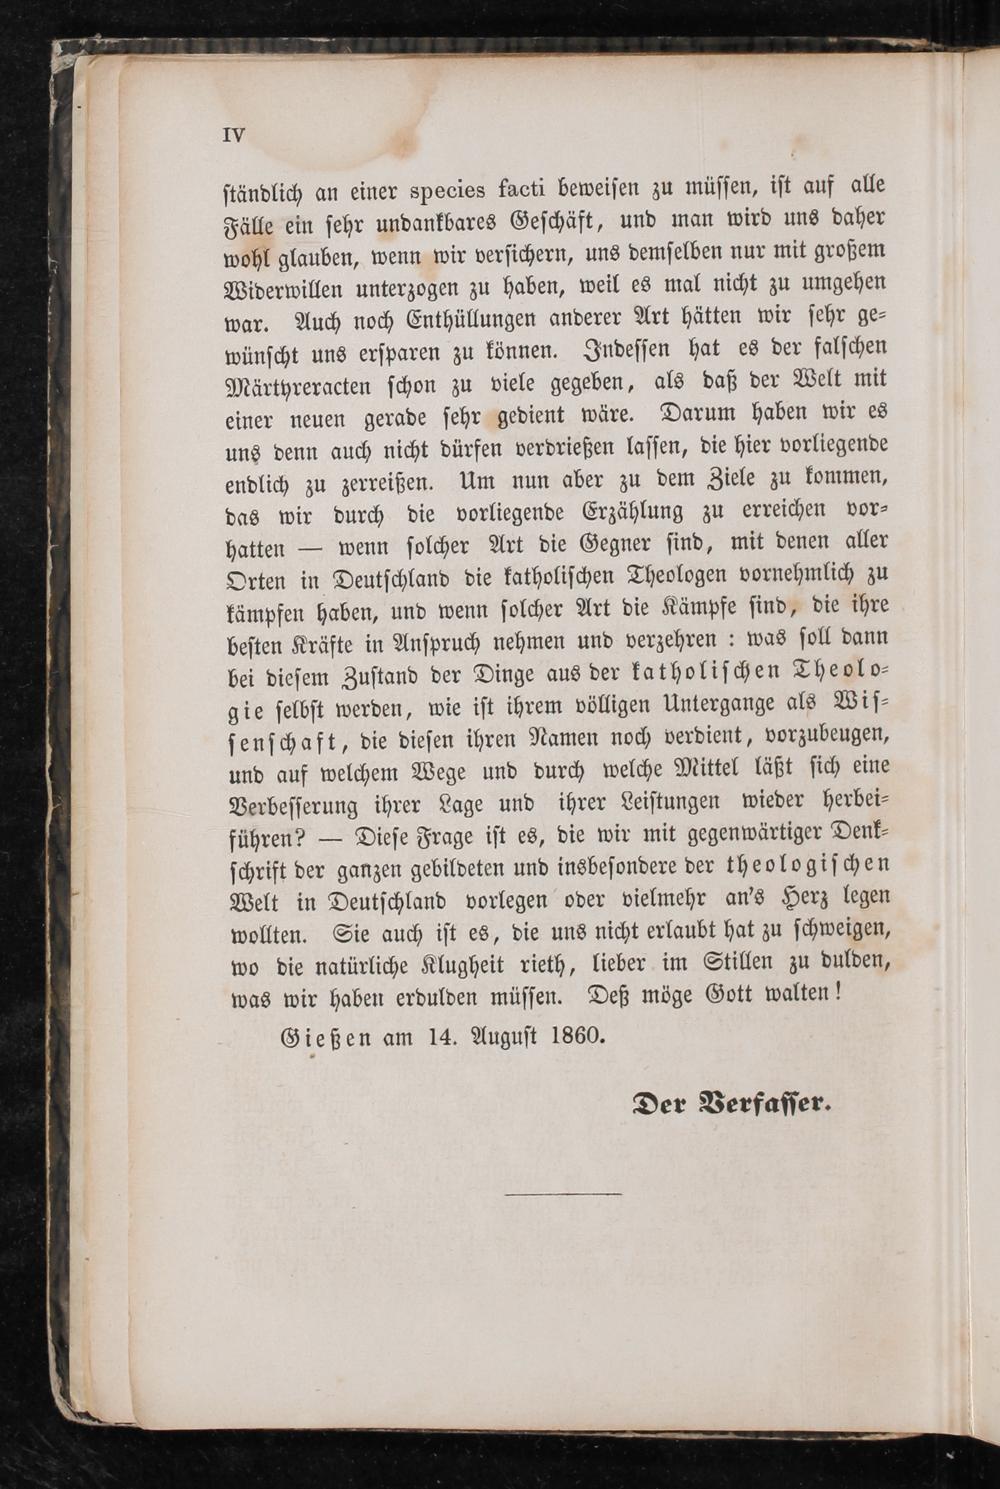 IV
ständlich an einer species facti beweisen zu müssen, ist auf alle
Fälle ein sehr undankbares Geschäft, und man wird uns daher
wohl glauben, wenn wir versichern, uns demselben nur mit großem
Widerwillen unterzogen zu haben, weil es mal nicht zu umgehen
war. Auch noch Enthüllungen anderer Art hätten wir sehr ge-
wünscht uns ersparen zu können. Indessen hat es der falschen
Märtyreracten schon zu viele gegeben, als daß der Welt mit
einer neuen gerade sehr gedient wäre. Darum haben wir es
uns denn auch nicht dürfen verdrießen lassen, die hier vorliegende
endlich zu zerreißen. Um nun aber zu dem Ziele zu kommen,
das wir durch die vorliegende Erzählung zu erreichen vor-
hatten — wenn solcher Art die Gegner sind, mit denen aller
Orten in Deutschland die katholischen Theologen vornehmlich zu
kämpfen haben, und wenn solcher Art die Kämpfe sind, die ihre
besten Kräfte in Anspruch nehmen und verzehren : was soll dann
bei diesem Zustand der Dinge aus der katholischen Theolo-
gie selbst werden, wie ist ihrem völligen Untergange als Wis-
senschaft, die diesen ihren Namen noch verdient, vorzubeugen,
und auf welchem Wege und durch welche Mittel läßt sich eine
Verbesserung ihrer Lage und ihrer Leistungen wieder herbei-
führen? — Diese Frage ist es, die wir mit gegenwärtiger Denk-
schrift der ganzen gebildeten und insbesondere der theologischen
Welt in Deutschland vorlegen oder vielmehr an's Herz legen
wollten. Sie auch ist es, die uns nicht erlaubt hat zu schweigen,
wo die natürliche Klugheit rieth, lieber im Stillen zu dulden,
was wir haben erdulden müssen. Deß möge Gott walten!
Gießen am 14. August 1860.
Der Verfasser.